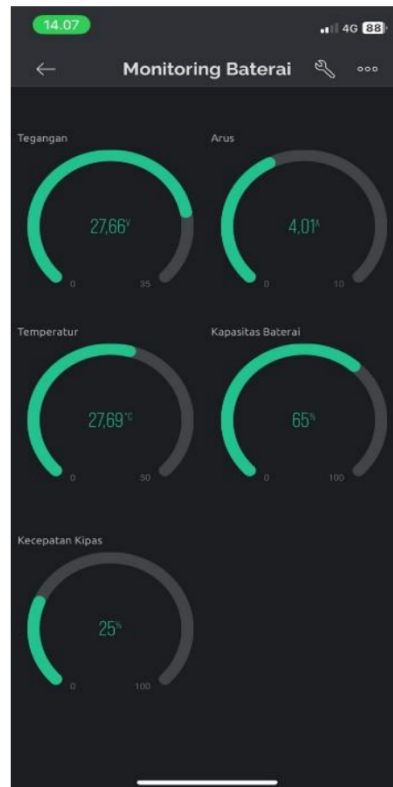 14.07 4G 88
Monitoring Baterai
Tegangan Arus
27,66V 4,01A
0 35 0 10
Temperatur Kapasitas Baterai
27,69°C 65%
0 50 0 100
Kecepatan Kipas
25%
0 100